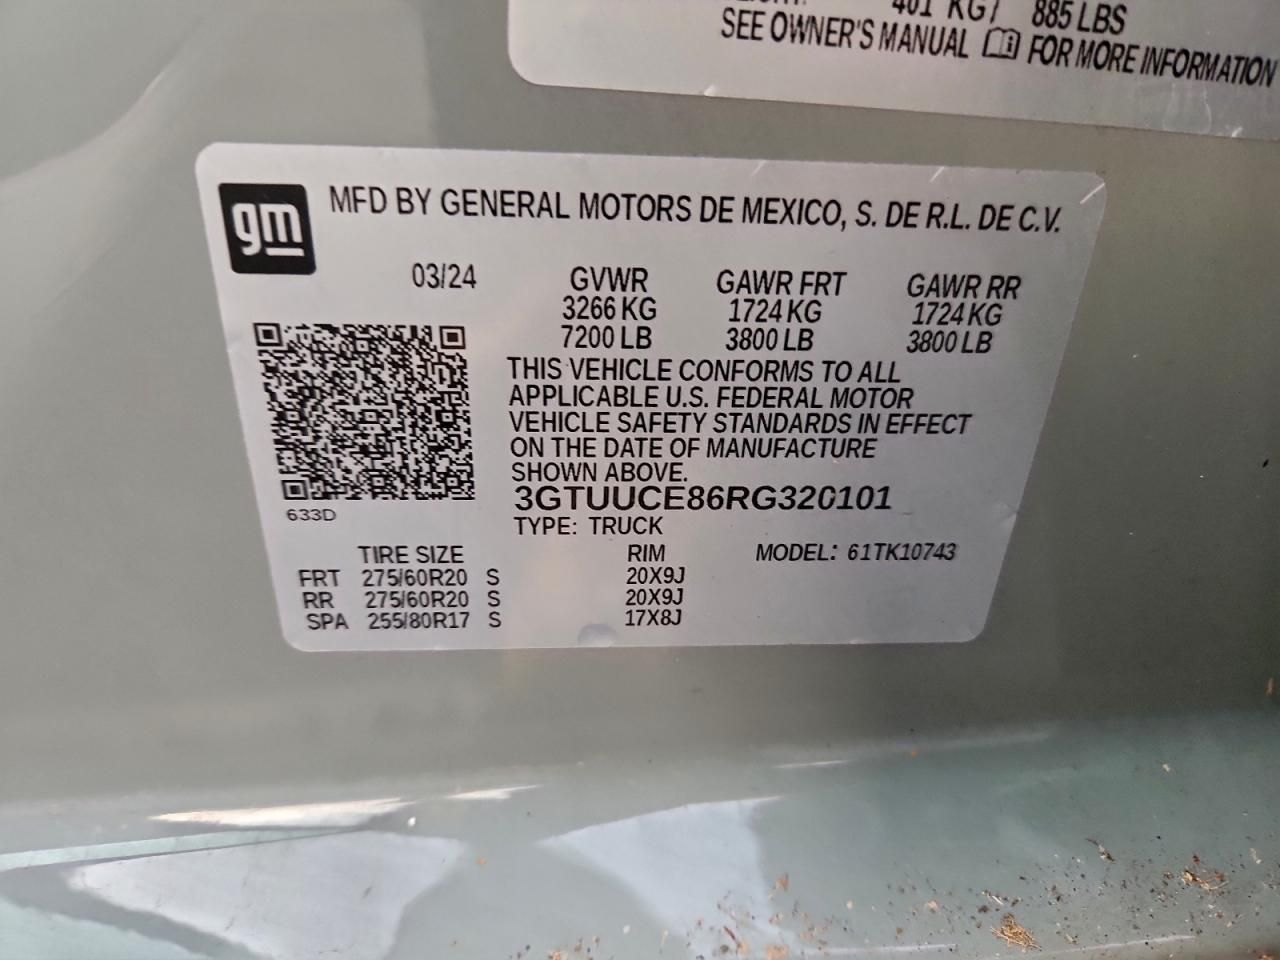 401 KG / 885 LBS
SEE OWNER'S MANUAL FOR MORE INFORMATION
gm
MFD BY GENERAL MOTORS DE MEXICO, S. DE R.L. DE C.V.
03/24 GVWR GAWR FRT GAWR RR
3266 KG 1724 KG 1724 KG
7200 LB 3800 LB 3800 LB
THIS VEHICLE CONFORMS TO ALL
APPLICABLE U.S. FEDERAL MOTOR
VEHICLE SAFETY STANDARDS IN EFFECT
ON THE DATE OF MANUFACTURE
SHOWN ABOVE.
3GTUUCE86RG320101
633D
TYPE: TRUCK
TIRE SIZE RIM MODEL: 61TK10743
FRT 275/60R20 S 20X9J
RR 275/60R20 S 20X9J
SPA 255/80R17 S 17X8J